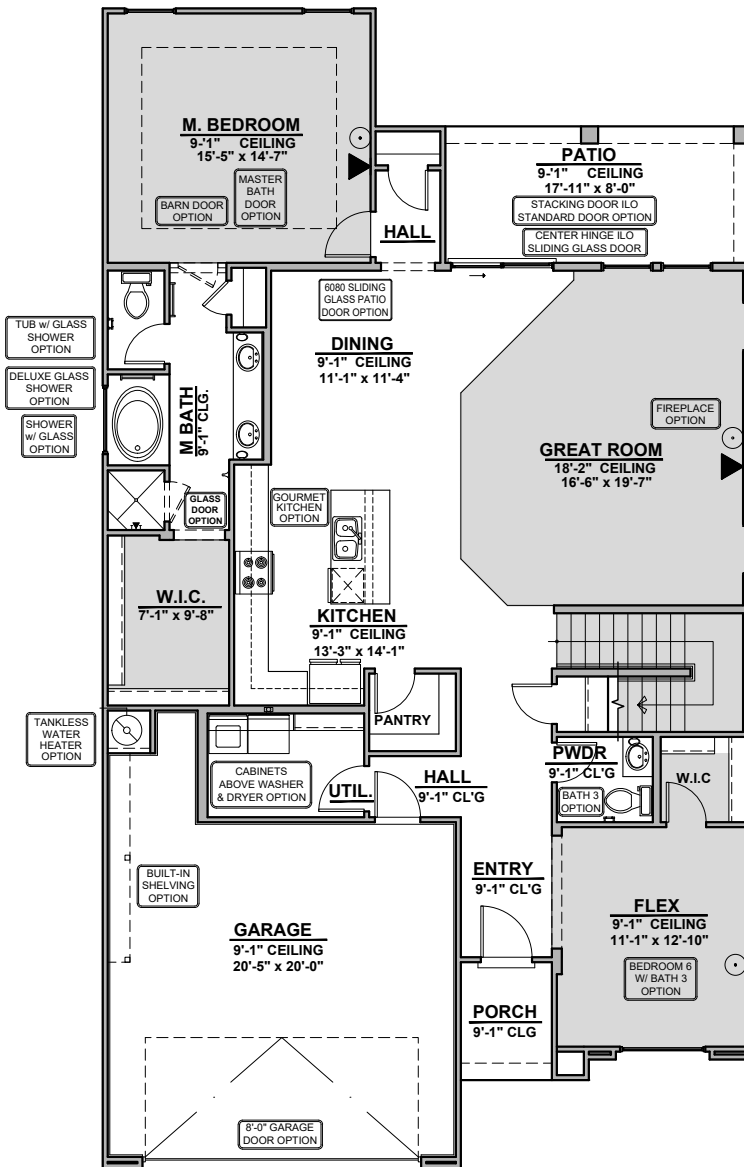 M. BEDROOM
9-'1" CEILING
15'-5" x 14'-7"
BARN DOOR
OPTION
MASTER
BATH
DOOR
OPTION
HALL
PATIO
9-'1" CEILING
17'-11" x 8'-0"
STACKING DOOR ILO
STANDARD DOOR OPTION
CENTER HINGE ILO
SLIDING GLASS DOOR
6080 SLIDING
GLASS PATIO
DOOR OPTION
TUB w/ GLASS
SHOWER
OPTION
DELUXE GLASS
SHOWER
OPTION
SHOWER
w/ GLASS
OPTION
M BATH
9'-1" CLG.
DINING
9'-1" CEILING
11'-1" x 11'-4"
FIREPLACE
OPTION
GREAT ROOM
18'-2" CEILING
16'-6" x 19'-7"
GLASS
DOOR
OPTION
GOURMET
KITCHEN
OPTION
W.I.C.
7'-1" x 9'-8"
KITCHEN
9'-1" CEILING
13'-3" x 14'-1"
PANTRY
TANKLESS
WATER
HEATER
OPTION
CABINETS
ABOVE WASHER
& DRYER OPTION
UTIL.
HALL
9'-1" CL'G
PWDR
9'-1" CL'G
BATH 3
OPTION
W.I.C
BUILT-IN
SHELVING
OPTION
ENTRY
9'-1" CL'G
FLEX
9'-1" CEILING
11'-1" x 12'-10"
BEDROOM 6
W/ BATH 3
OPTION
GARAGE
9'-1" CEILING
20'-5" x 20'-0"
PORCH
9'-1" CLG
8'-0" GARAGE
DOOR OPTION